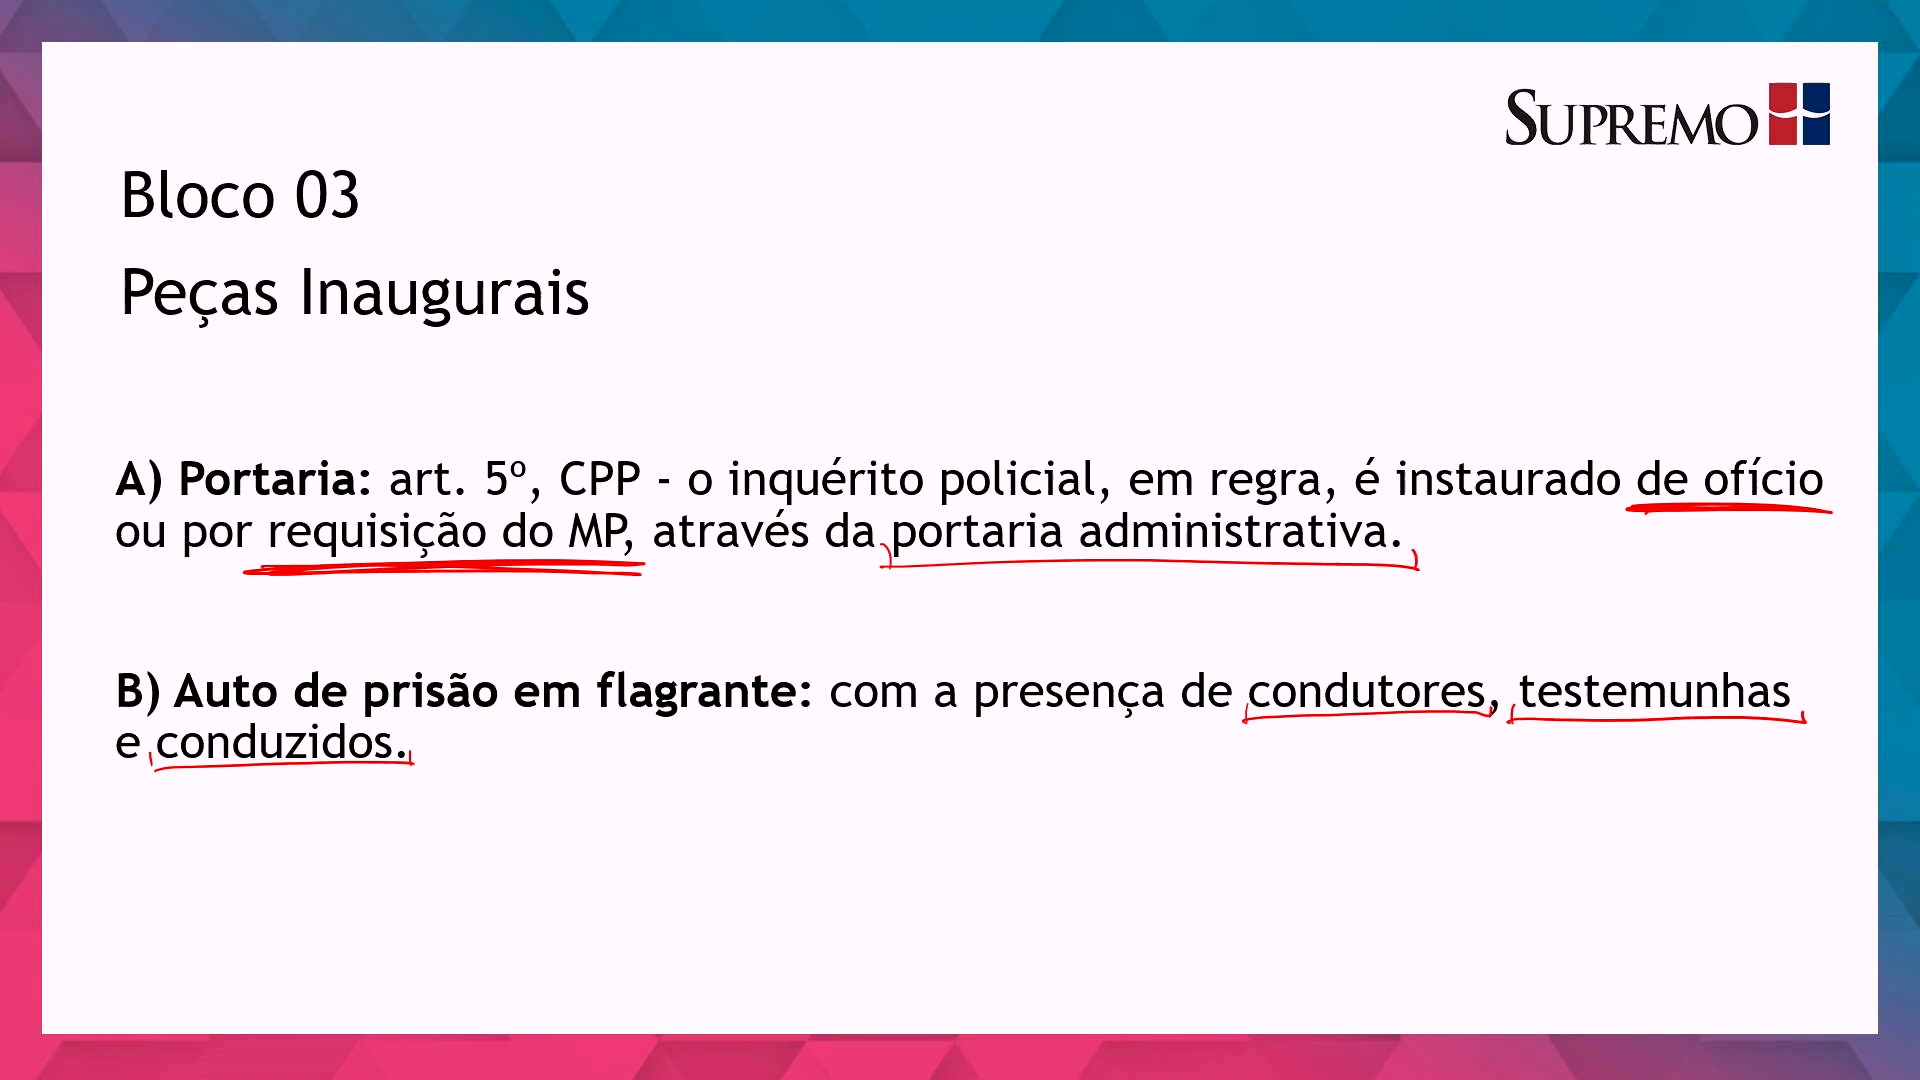 SUPREMO
Bloco 03
Peças Inaugurais
A) Portaria: art. 5º, CPP - o inquérito policial, em regra, é instaurado de ofício
ou por requisição do MP, através da portaria administrativa.
B) Auto de prisão em flagrante: com a presença de condutores, testemunhas
e conduzidos.